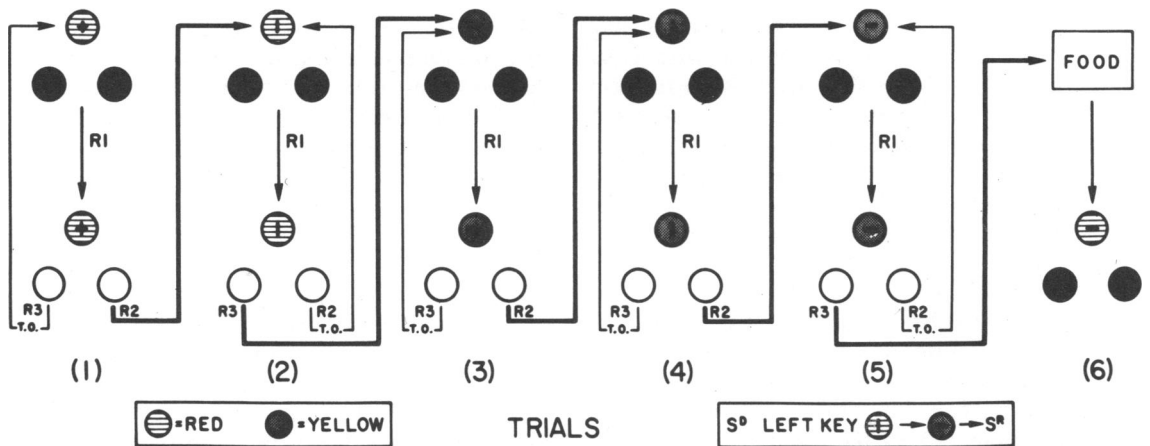 FOOD
R1 R1 R1 R1 R1
R3 R2 R3 R2 R3 R2 R3 R2 R3 R2
T.O. T.O. T.O. T.O. T.O.
(1) (2) (3) (4) (5) (6)
=RED =YELLOW TRIALS S^D LEFT KEY → → S^R